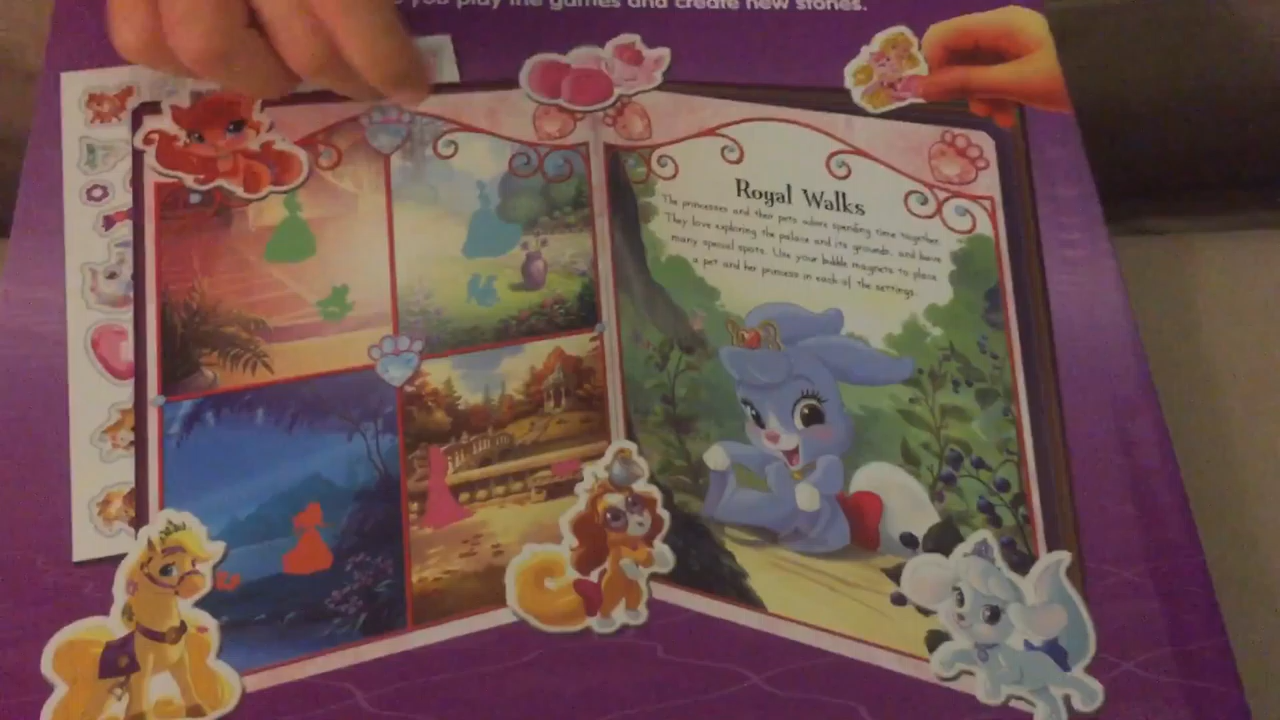 you play the games and create new stories.
Royal Walks
The princesses and their pets adore spending time together.
They love exploring the palace and its grounds, and have
many special spots. Use your bubble magnets to place
a pet and her princess in each of the settings.